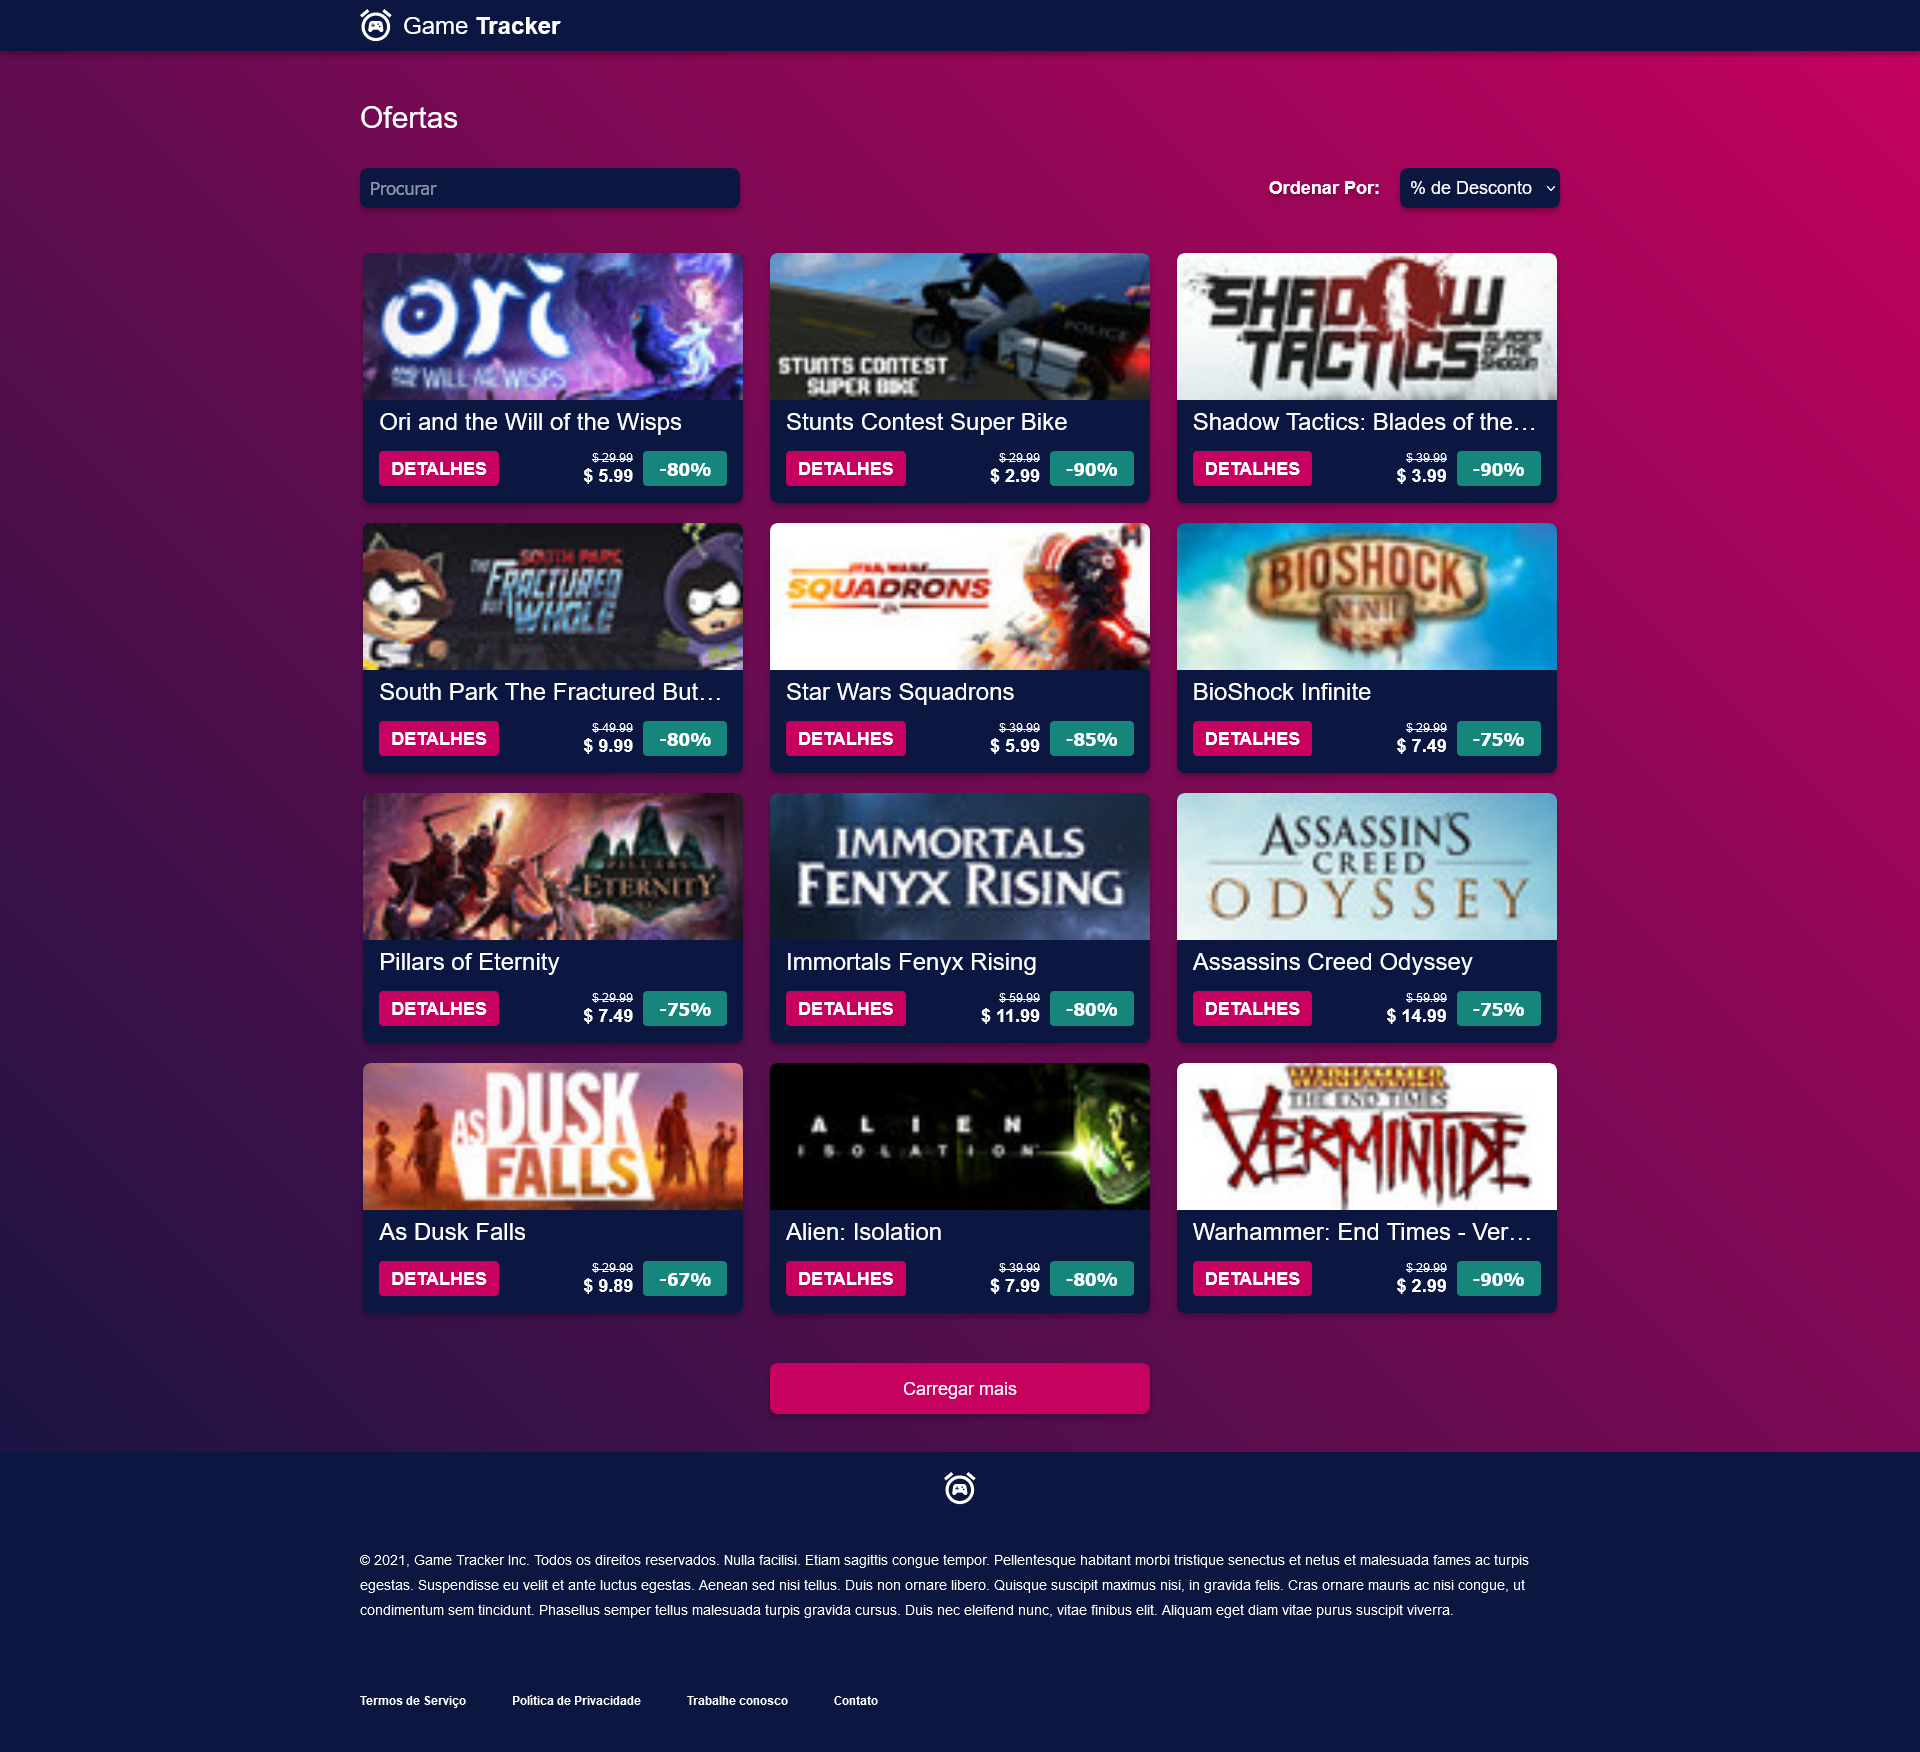 Game Tracker
Ofertas
Procurar
Ordenar Por:
% de Desconto
ori
AND THE WILL OF THE WISPS
POLICE
STUNTS CONTEST
SUPER BIKE
SHADOW
TACTICS
BLADES
OF THE
SHOGUN
Ori and the Will of the Wisps
Stunts Contest Super Bike
Shadow Tactics: Blades of the...
DETALHES
$ 29.99
$ 5.99
-80%
DETALHES
$ 29.99
$ 2.99
-90%
DETALHES
$ 39.99
$ 3.99
-90%
SOUTH PARK
THE
FRACTURED
BUT
WHOLE
STAR WARS
SQUADRONS
BIOSHOCK
INFINITE
South Park The Fractured But...
Star Wars Squadrons
BioShock Infinite
DETALHES
$ 49.99
$ 9.99
-80%
DETALHES
$ 39.99
$ 5.99
-85%
DETALHES
$ 29.99
$ 7.49
-75%
PILLARS
OF
ETERNITY
IMMORTALS
FENYX RISING
ASSASSIN'S
CREED
ODYSSEY
Pillars of Eternity
Immortals Fenyx Rising
Assassins Creed Odyssey
DETALHES
$ 29.99
$ 7.49
-75%
DETALHES
$ 59.99
$ 11.99
-80%
DETALHES
$ 59.99
$ 14.99
-75%
AS DUSK
FALLS
ALIEN
ISOLATION
WARHAMMER
THE END TIMES
VERMINTIDE
As Dusk Falls
Alien: Isolation
Warhammer: End Times - Ver...
DETALHES
$ 29.99
$ 9.89
-67%
DETALHES
$ 39.99
$ 7.99
-80%
DETALHES
$ 29.99
$ 2.99
-90%
Carregar mais
© 2021, Game Tracker Inc. Todos os direitos reservados. Nulla facilisi. Etiam sagittis congue tempor. Pellentesque habitant morbi tristique senectus et netus et malesuada fames ac turpis
egestas. Suspendisse eu velit et ante luctus egestas. Aenean sed nisi tellus. Duis non ornare libero. Quisque suscipit maximus nisi, in gravida felis. Cras ornare mauris ac nisi congue, ut
condimentum sem tincidunt. Phasellus semper tellus malesuada turpis gravida cursus. Duis nec eleifend nunc, vitae finibus elit. Aliquam eget diam vitae purus suscipit viverra.
Termos de Serviço
Política de Privacidade
Trabalhe conosco
Contato